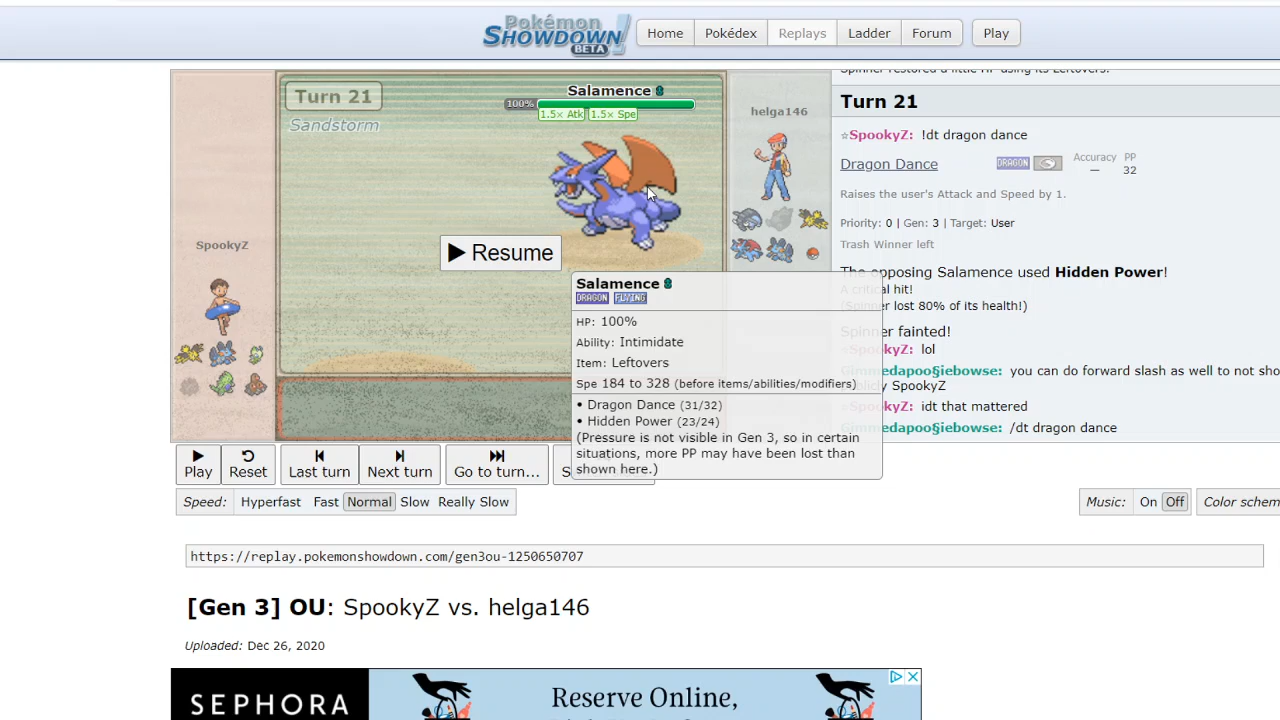 Pokémon
SHOWDOWN!
BETA
Home
Pokédex
Replays
Ladder
Forum
Play
Turn 21
Sandstorm
Salamence
100%
1.5× Atk
1.5× Spe
SpookyZ
helga146
Resume
Salamence
DRAGON FLYING
HP: 100%
Ability: Intimidate
Item: Leftovers
Spe 184 to 328 (before items/abilities/modifiers)
• Dragon Dance (31/32)
• Hidden Power (23/24)
(Pressure is not visible in Gen 3, so in certain
situations, more PP may have been lost than
shown here.)
Spinner restored a little HP using its Leftovers.
Turn 21
☆SpookyZ: !dt dragon dance
Dragon Dance DRAGON Accuracy — PP 32
Raises the user's Attack and Speed by 1.
Priority: 0 | Gen: 3 | Target: User
Trash Winner left
The opposing Salamence used Hidden Power!
A critical hit!
(Spinner lost 80% of its health!)
Spinner fainted!
☆SpookyZ: lol
Gimmedapoo§iebowse: you can do forward slash as well to not sho
SpookyZ
SpookyZ: idt that mattered
Gimmedapoo§iebowse: /dt dragon dance
Play
Reset
Last turn
Next turn
Go to turn...
Speed: Hyperfast Fast Normal Slow Really Slow
Music: On Off
Color schem
https://replay.pokemonshowdown.com/gen3ou-1250650707
[Gen 3] OU: SpookyZ vs. helga146
Uploaded: Dec 26, 2020
SEPHORA
Reserve Online,